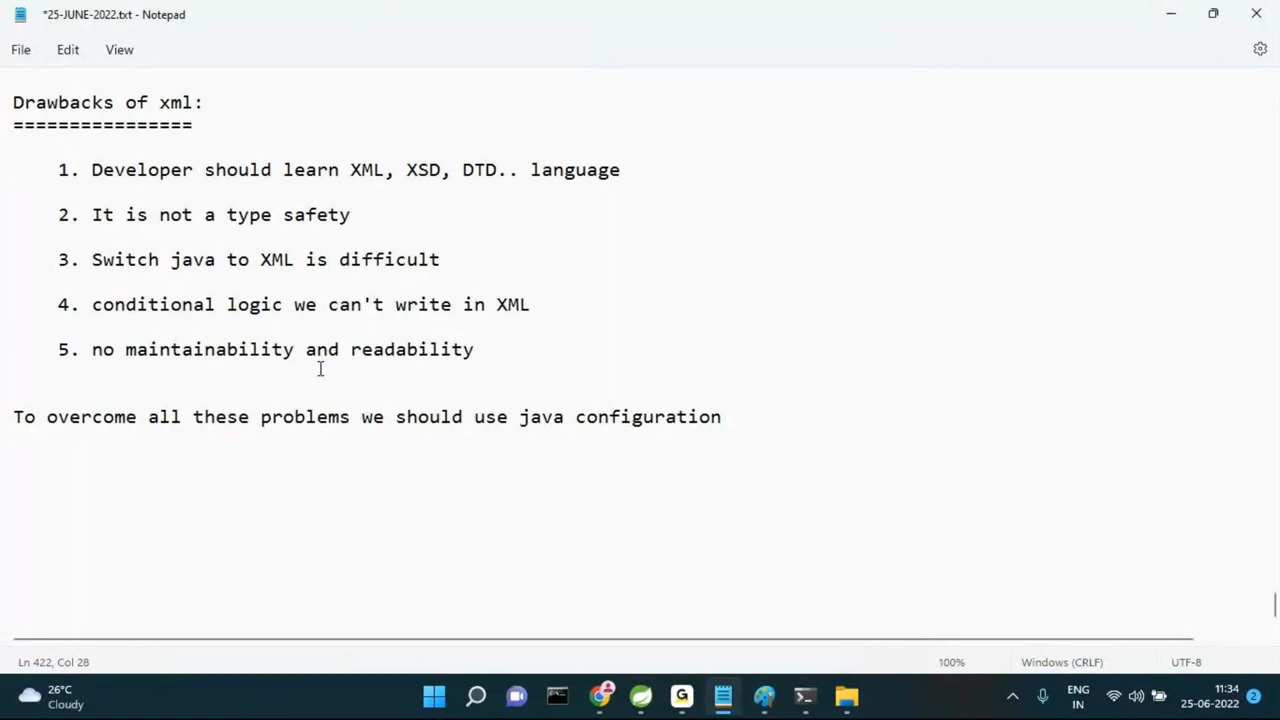 *25-JUNE-2022.txt - Notepad
File Edit View
Drawbacks of xml:
================
1. Developer should learn XML, XSD, DTD.. language
2. It is not a type safety
3. Switch java to XML is difficult
4. conditional logic we can't write in XML
5. no maintainability and readability
To overcome all these problems we should use java configuration
Ln 422, Col 28 100% Windows (CRLF) UTF-8
26°C
Cloudy
ENG
IN
11:34
25-06-2022
2